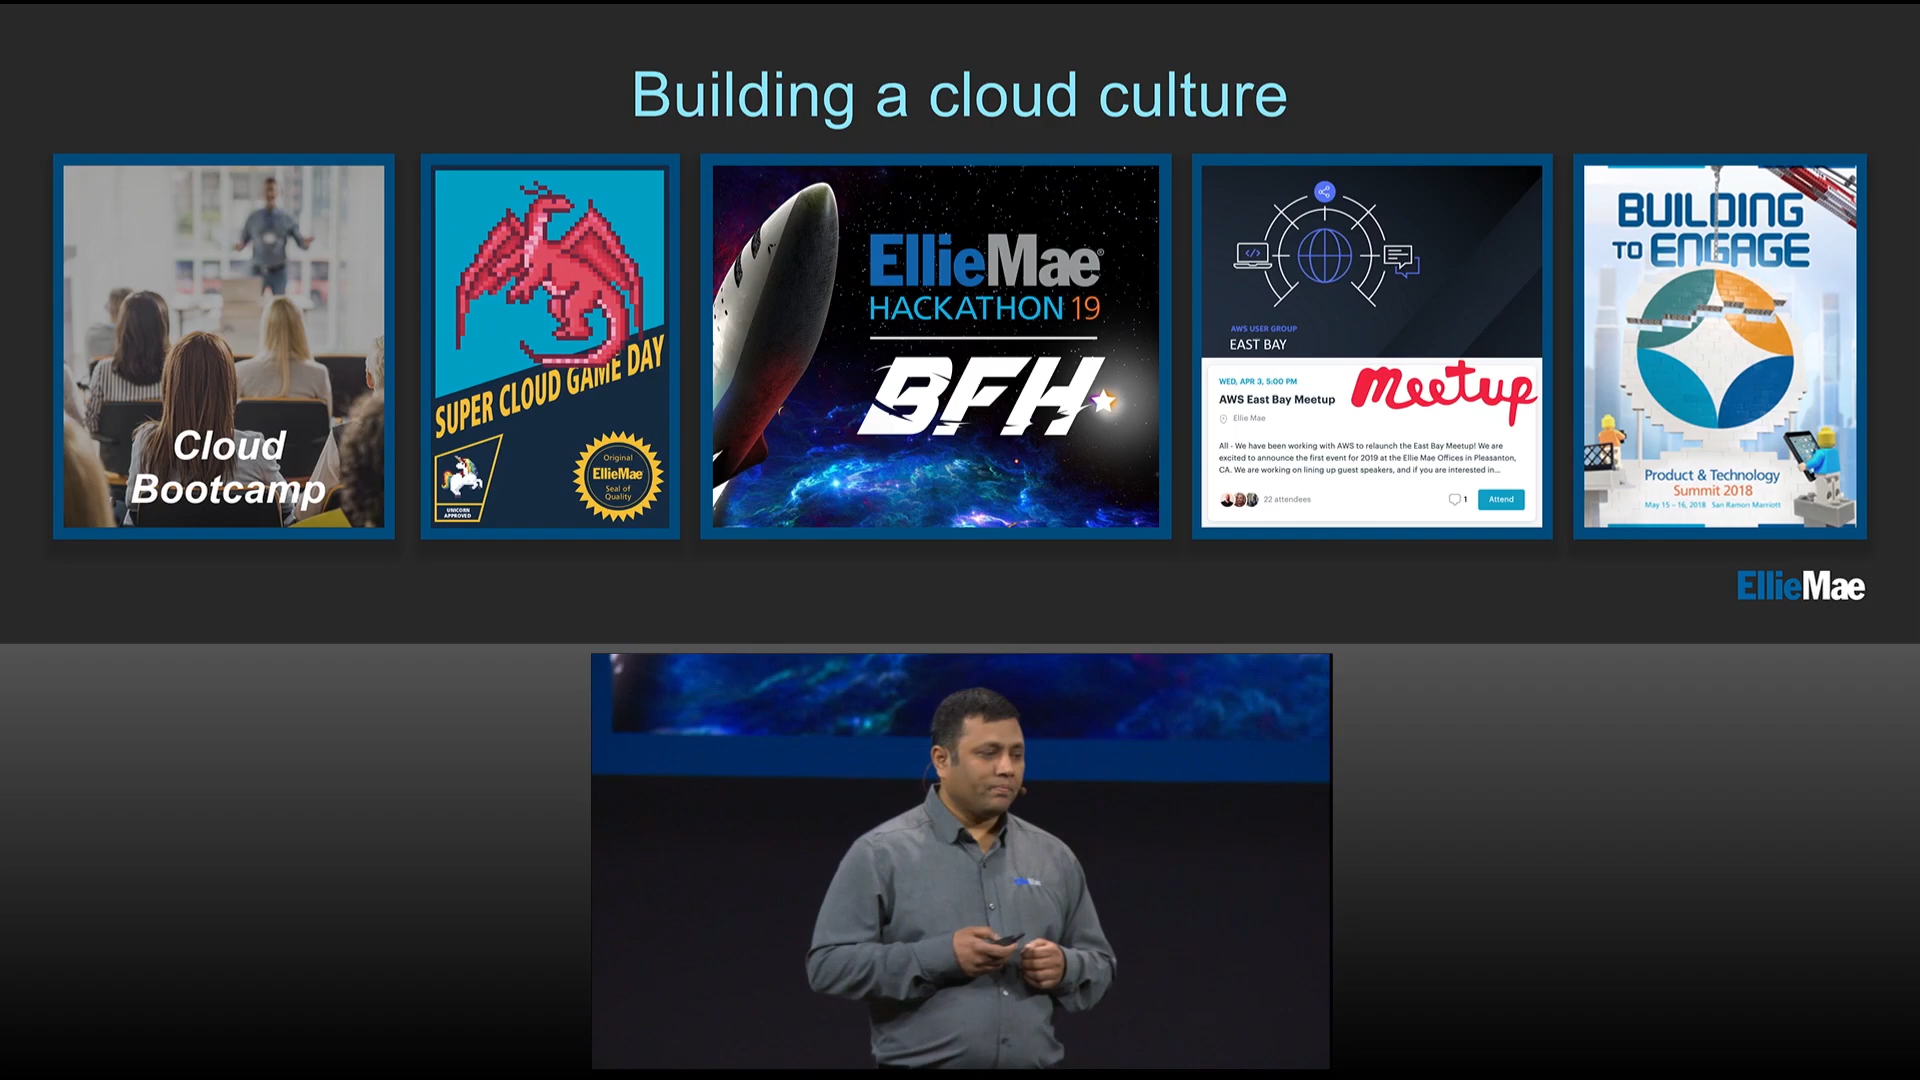 Building a cloud culture
Cloud
Bootcamp
SUPER CLOUD GAME DAY
UNICORN
APPROVED
Original
EllieMae
Seal of
Quality
EllieMae®
HACKATHON 19
BFH
AWS USER GROUP
EAST BAY
WED, APR 3, 5:00 PM
AWS East Bay Meetup
meetup
Ellie Mae
All - We have been working with AWS to relaunch the East Bay Meetup! We are
excited to announce the first event for 2019 at the Ellie Mae Offices in Pleasanton,
CA. We are working on lining up guest speakers, and if you are interested in...
22 attendees
1
Attend
BUILDING
TO ENGAGE
Product & Technology
Summit 2018
May 15 – 16, 2018 San Ramon Marriott
EllieMae